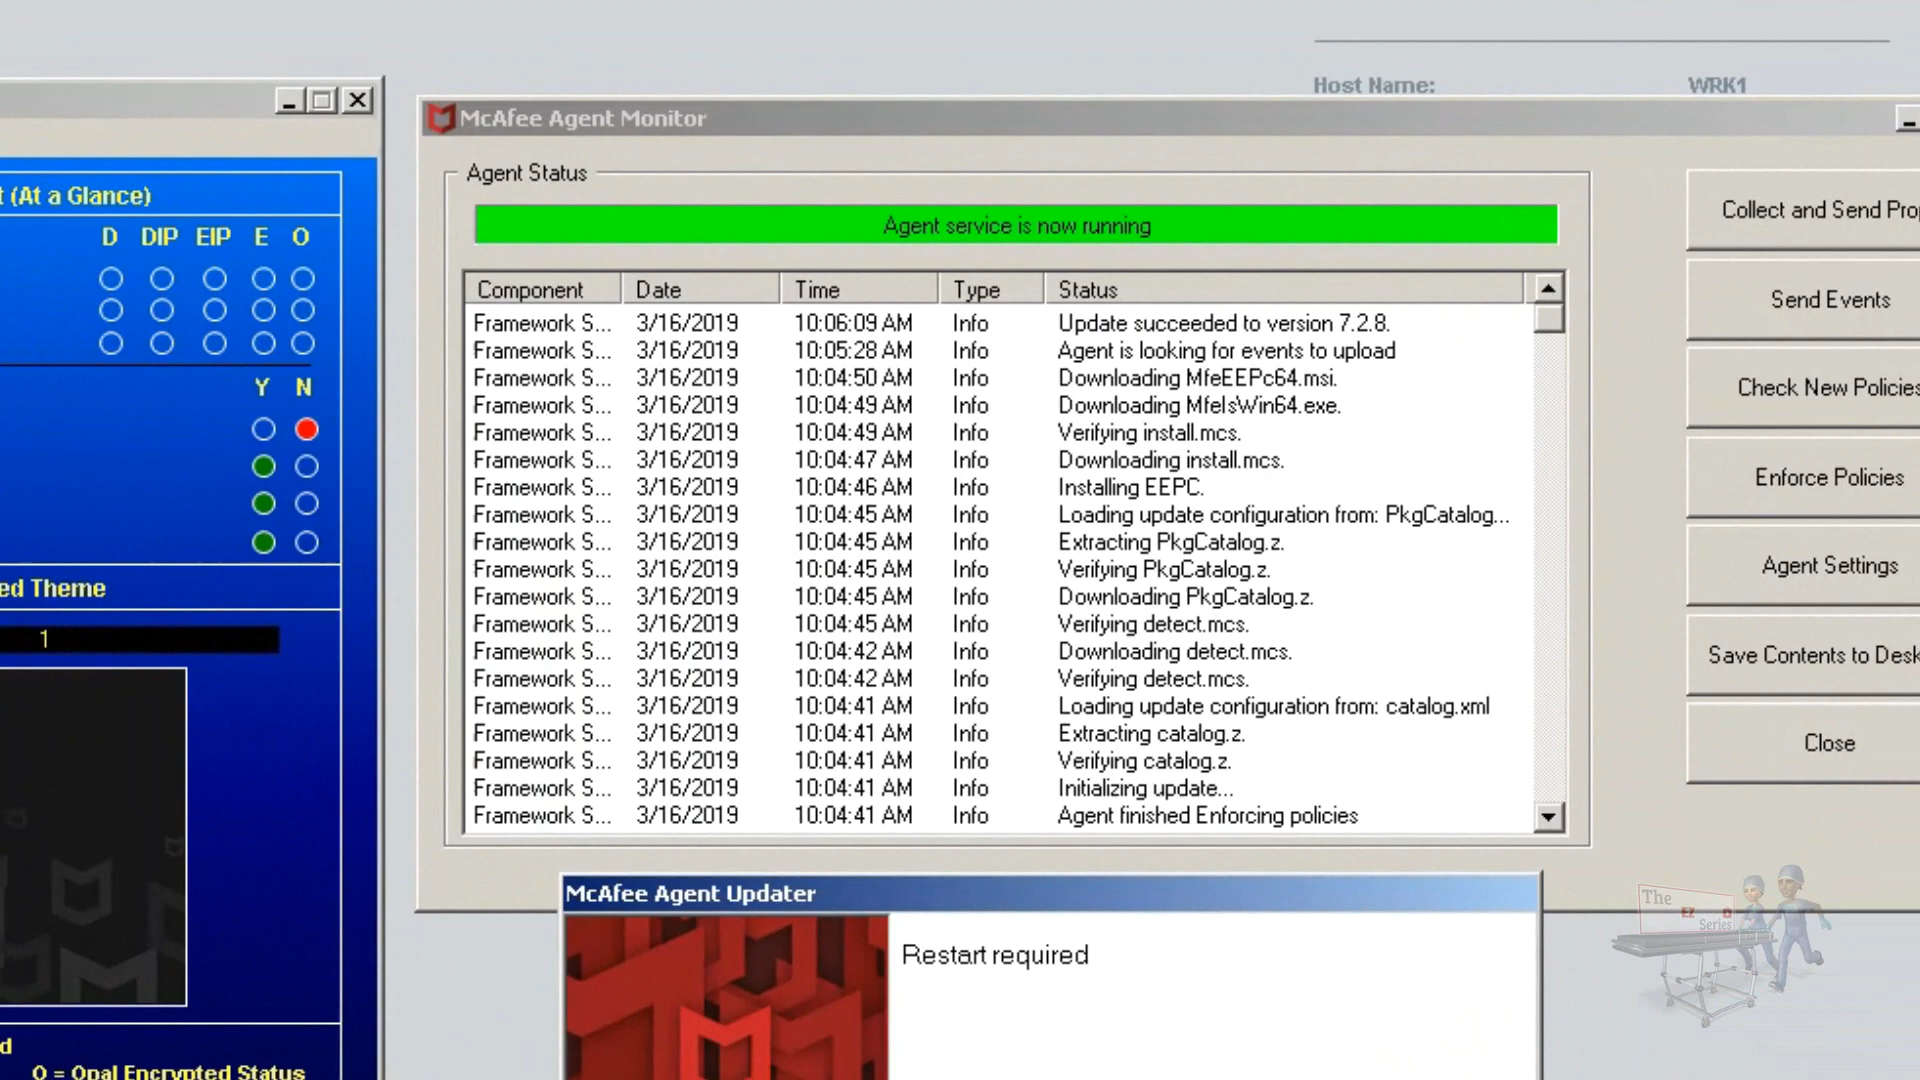 Host Name: WRK1
McAfee Agent Monitor
Agent Status
Agent service is now running
Component Date Time Type Status
Framework S... 3/16/2019 10:06:09 AM Info Update succeeded to version 7.2.8.
Framework S... 3/16/2019 10:05:28 AM Info Agent is looking for events to upload
Framework S... 3/16/2019 10:04:50 AM Info Downloading MfeEEPc64.msi.
Framework S... 3/16/2019 10:04:49 AM Info Downloading MfeIsWin64.exe.
Framework S... 3/16/2019 10:04:49 AM Info Verifying install.mcs.
Framework S... 3/16/2019 10:04:47 AM Info Downloading install.mcs.
Framework S... 3/16/2019 10:04:46 AM Info Installing EEPC.
Framework S... 3/16/2019 10:04:45 AM Info Loading update configuration from: PkgCatalog...
Framework S... 3/16/2019 10:04:45 AM Info Extracting PkgCatalog.z.
Framework S... 3/16/2019 10:04:45 AM Info Verifying PkgCatalog.z.
Framework S... 3/16/2019 10:04:45 AM Info Downloading PkgCatalog.z.
Framework S... 3/16/2019 10:04:45 AM Info Verifying detect.mcs.
Framework S... 3/16/2019 10:04:42 AM Info Downloading detect.mcs.
Framework S... 3/16/2019 10:04:42 AM Info Verifying detect.mcs.
Framework S... 3/16/2019 10:04:41 AM Info Loading update configuration from: catalog.xml
Framework S... 3/16/2019 10:04:41 AM Info Extracting catalog.z.
Framework S... 3/16/2019 10:04:41 AM Info Verifying catalog.z.
Framework S... 3/16/2019 10:04:41 AM Info Initializing update...
Framework S... 3/16/2019 10:04:41 AM Info Agent finished Enforcing policies
Collect and Send Pro
Send Events
Check New Policies
Enforce Policies
Agent Settings
Save Contents to Desk
Close
t (At a Glance)
D DIP EIP E O
Y N
ed Theme
1
d
O = Opal Encrypted Status
McAfee Agent Updater
Restart required
The
EZ
Series